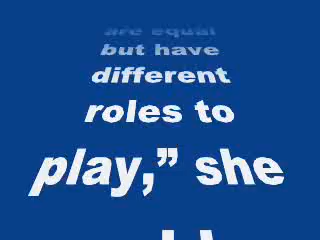 are equal
but have
different
roles to
play,” she